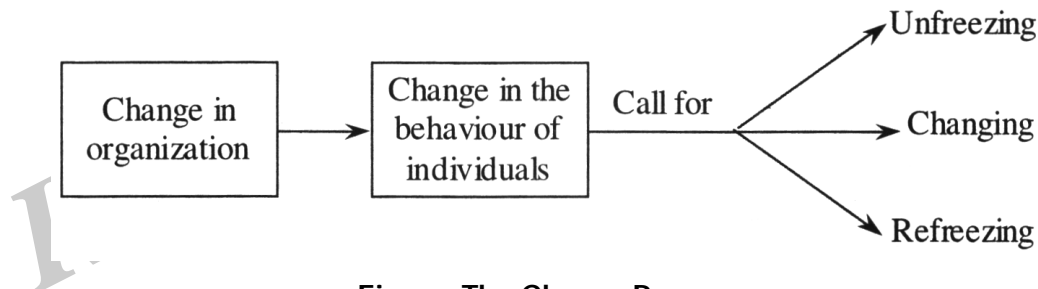 Unfreezing
Change in
organization
Change in the
behaviour of
individuals
Call for
Changing
Refreezing